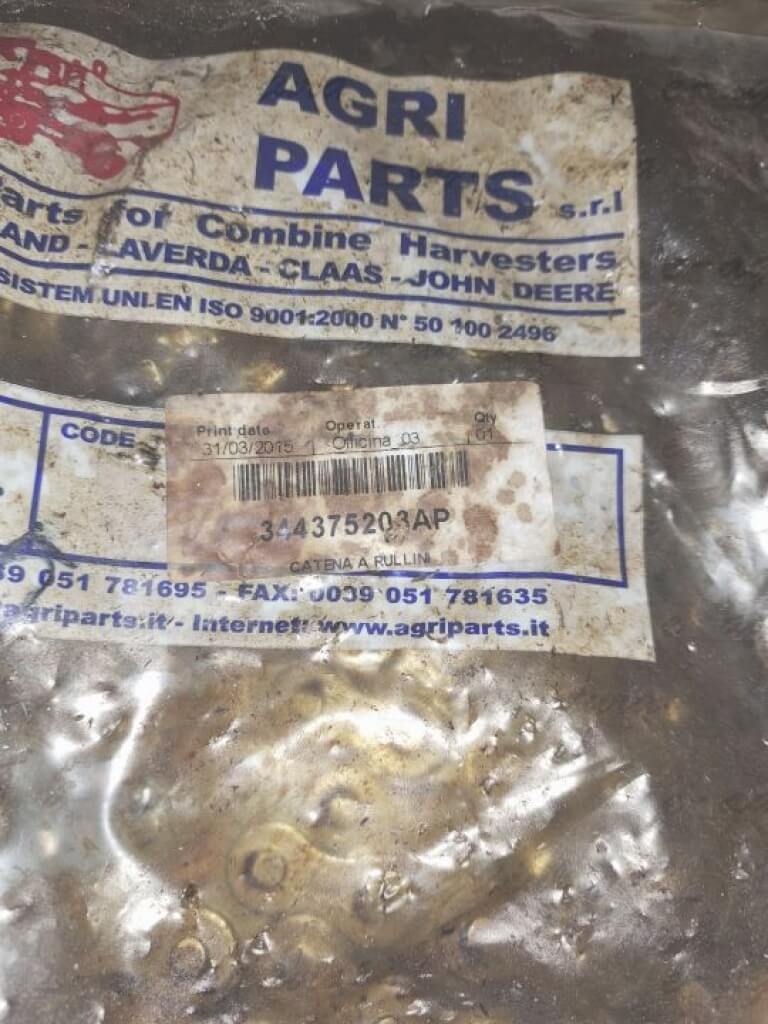 AGRI
PARTS s.r.l
arts for Combine Harvesters
AND - LAVERDA - CLAAS - JOHN DEERE
SISTEM UNI.EN ISO 9001:2000 N° 50 100 2496
CODE
Print date Operat. Qty
31/03/2015 Officina 03 01
344375203AP
CATENA A RULLINI
39 051 781695 - FAX: 0039 051 781635
agriparts.it - Internet: www.agriparts.it